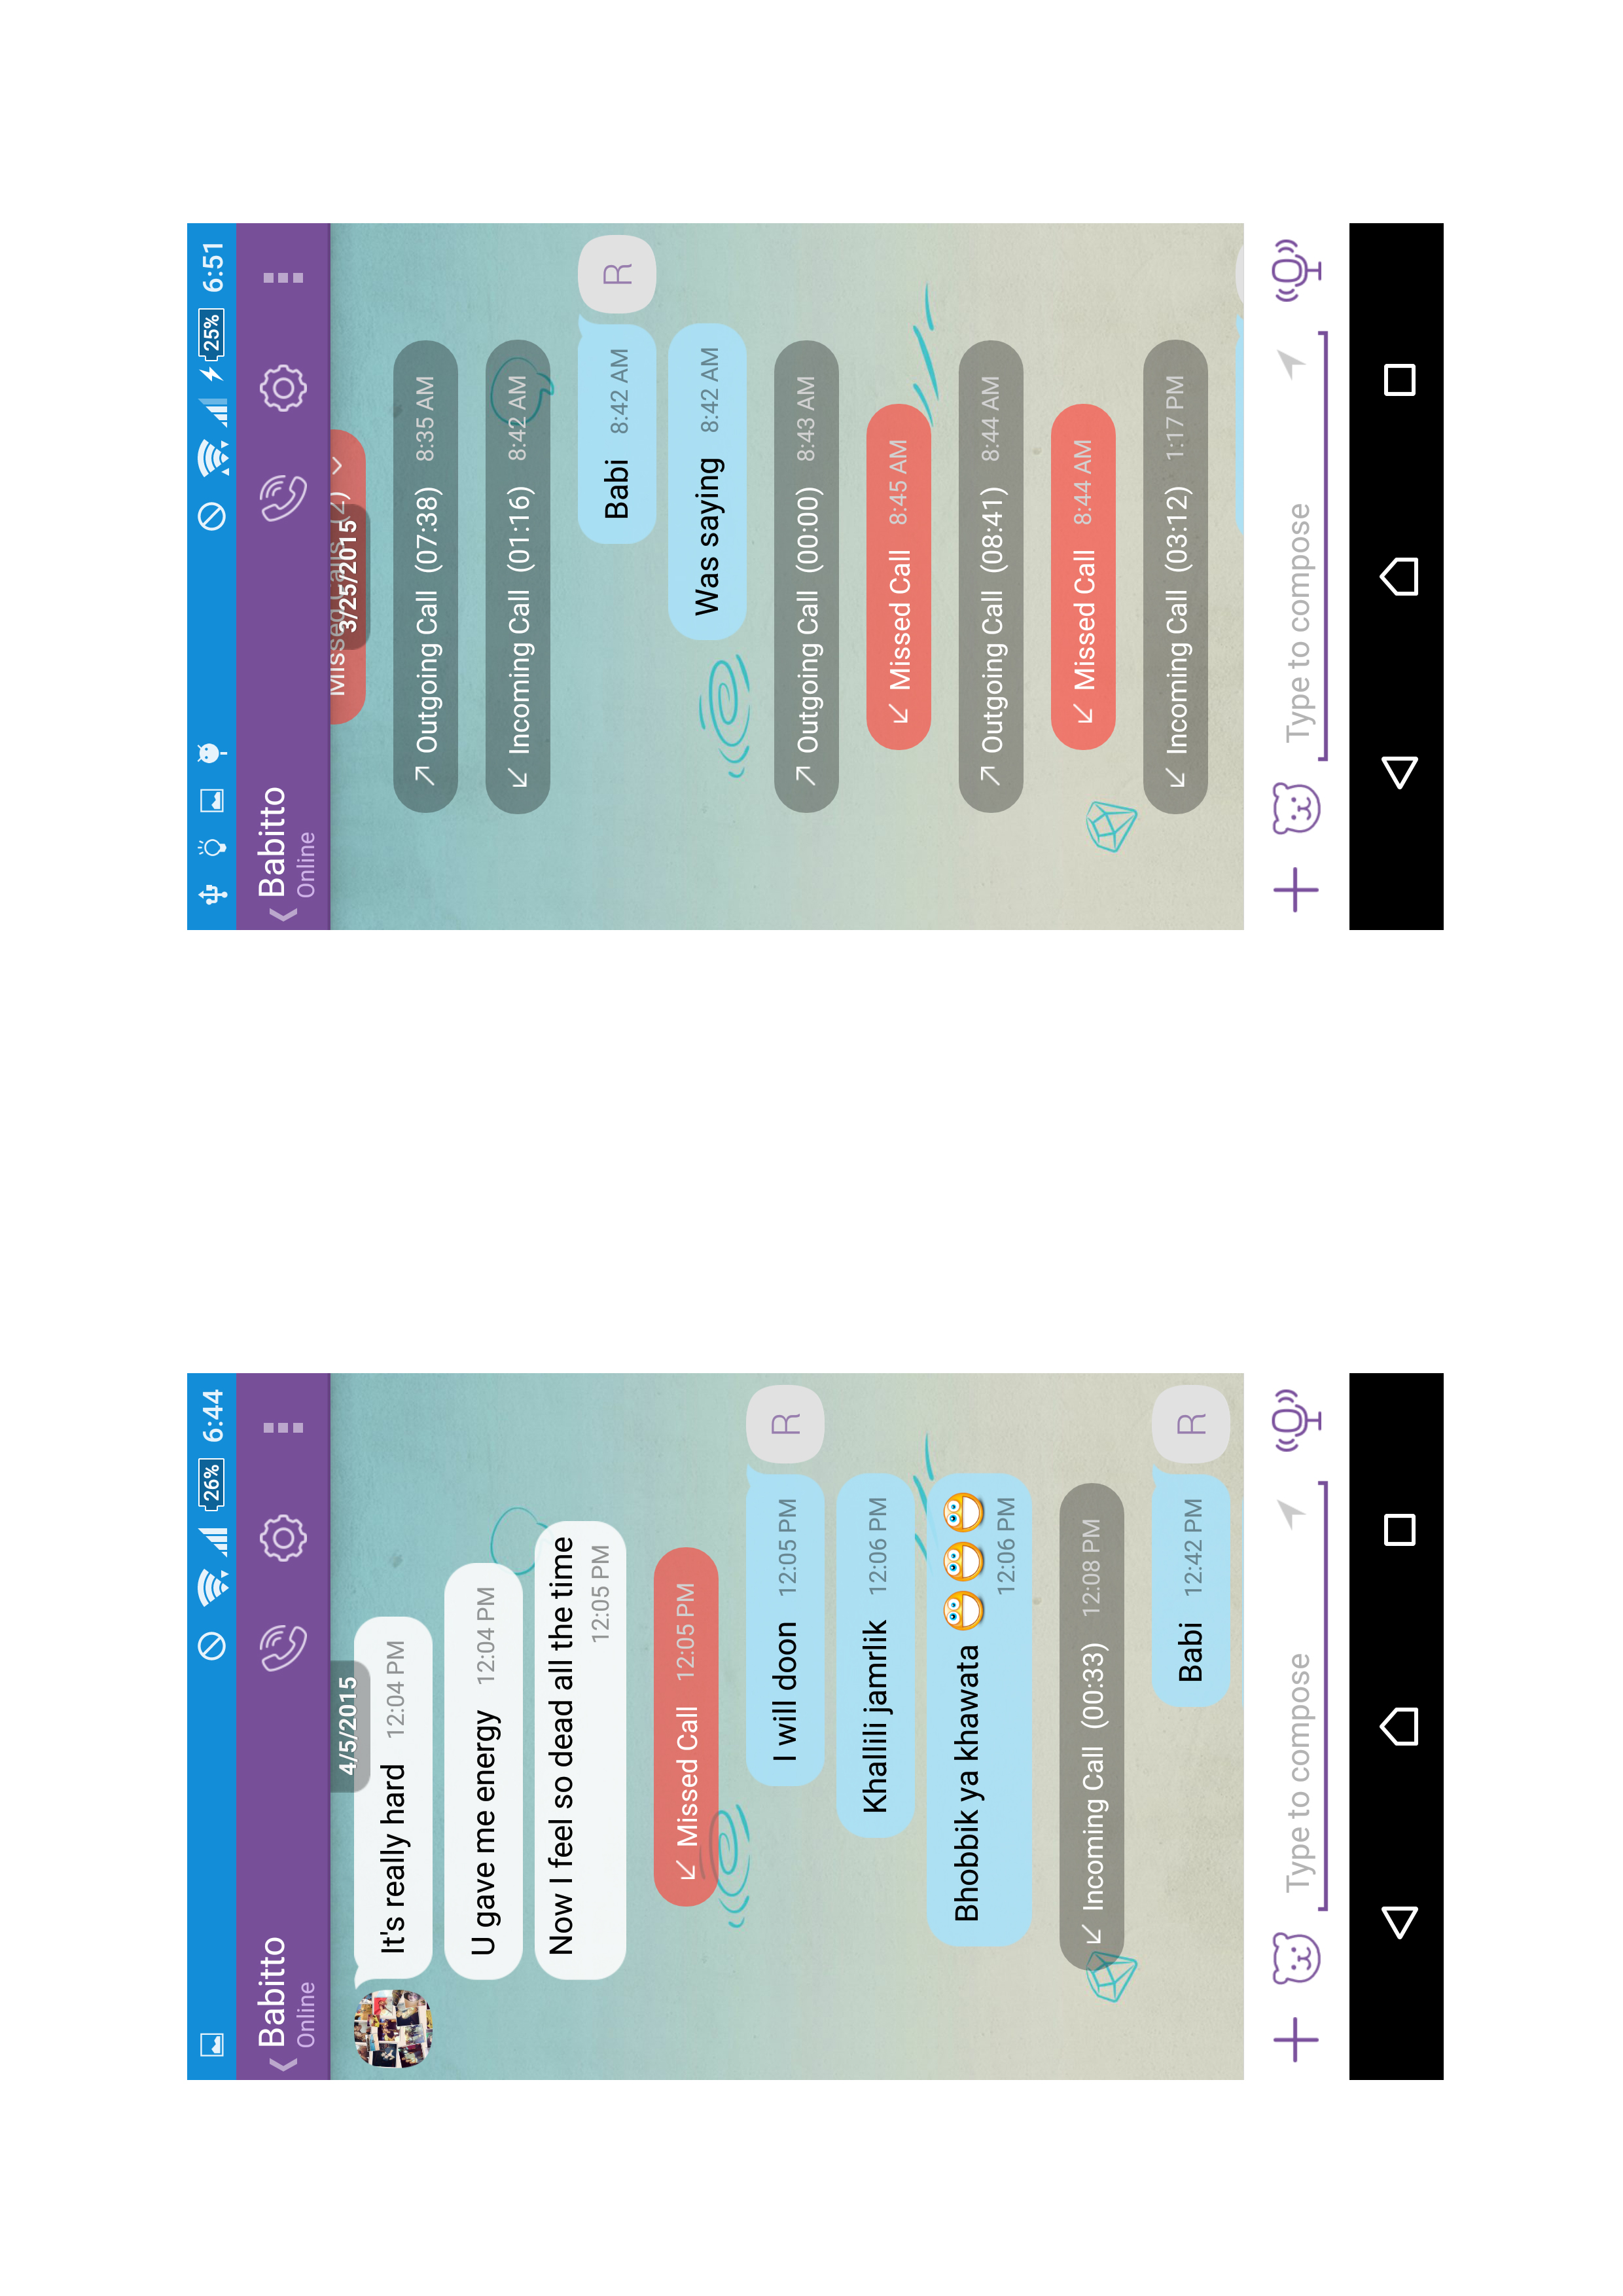 26% 6:44
Babitto
Online
4/5/2015
It's really hard 12:04 PM
U gave me energy 12:04 PM
Now I feel so dead all the time
12:05 PM
Missed Call 12:05 PM
I will doon 12:05 PM
R
Khallili jamrlik 12:06 PM
Bhobbik ya khawata
12:06 PM
Incoming Call (00:33) 12:08 PM
Babi 12:42 PM
R
Type to compose
25% 6:51
Babitto
Online
Missed Calls (2)
3/25/2015
Outgoing Call (07:38) 8:35 AM
Incoming Call (01:16) 8:42 AM
Babi 8:42 AM
R
Was saying 8:42 AM
Outgoing Call (00:00) 8:43 AM
Missed Call 8:45 AM
Outgoing Call (08:41) 8:44 AM
Missed Call 8:44 AM
Incoming Call (03:12) 1:17 PM
Type to compose